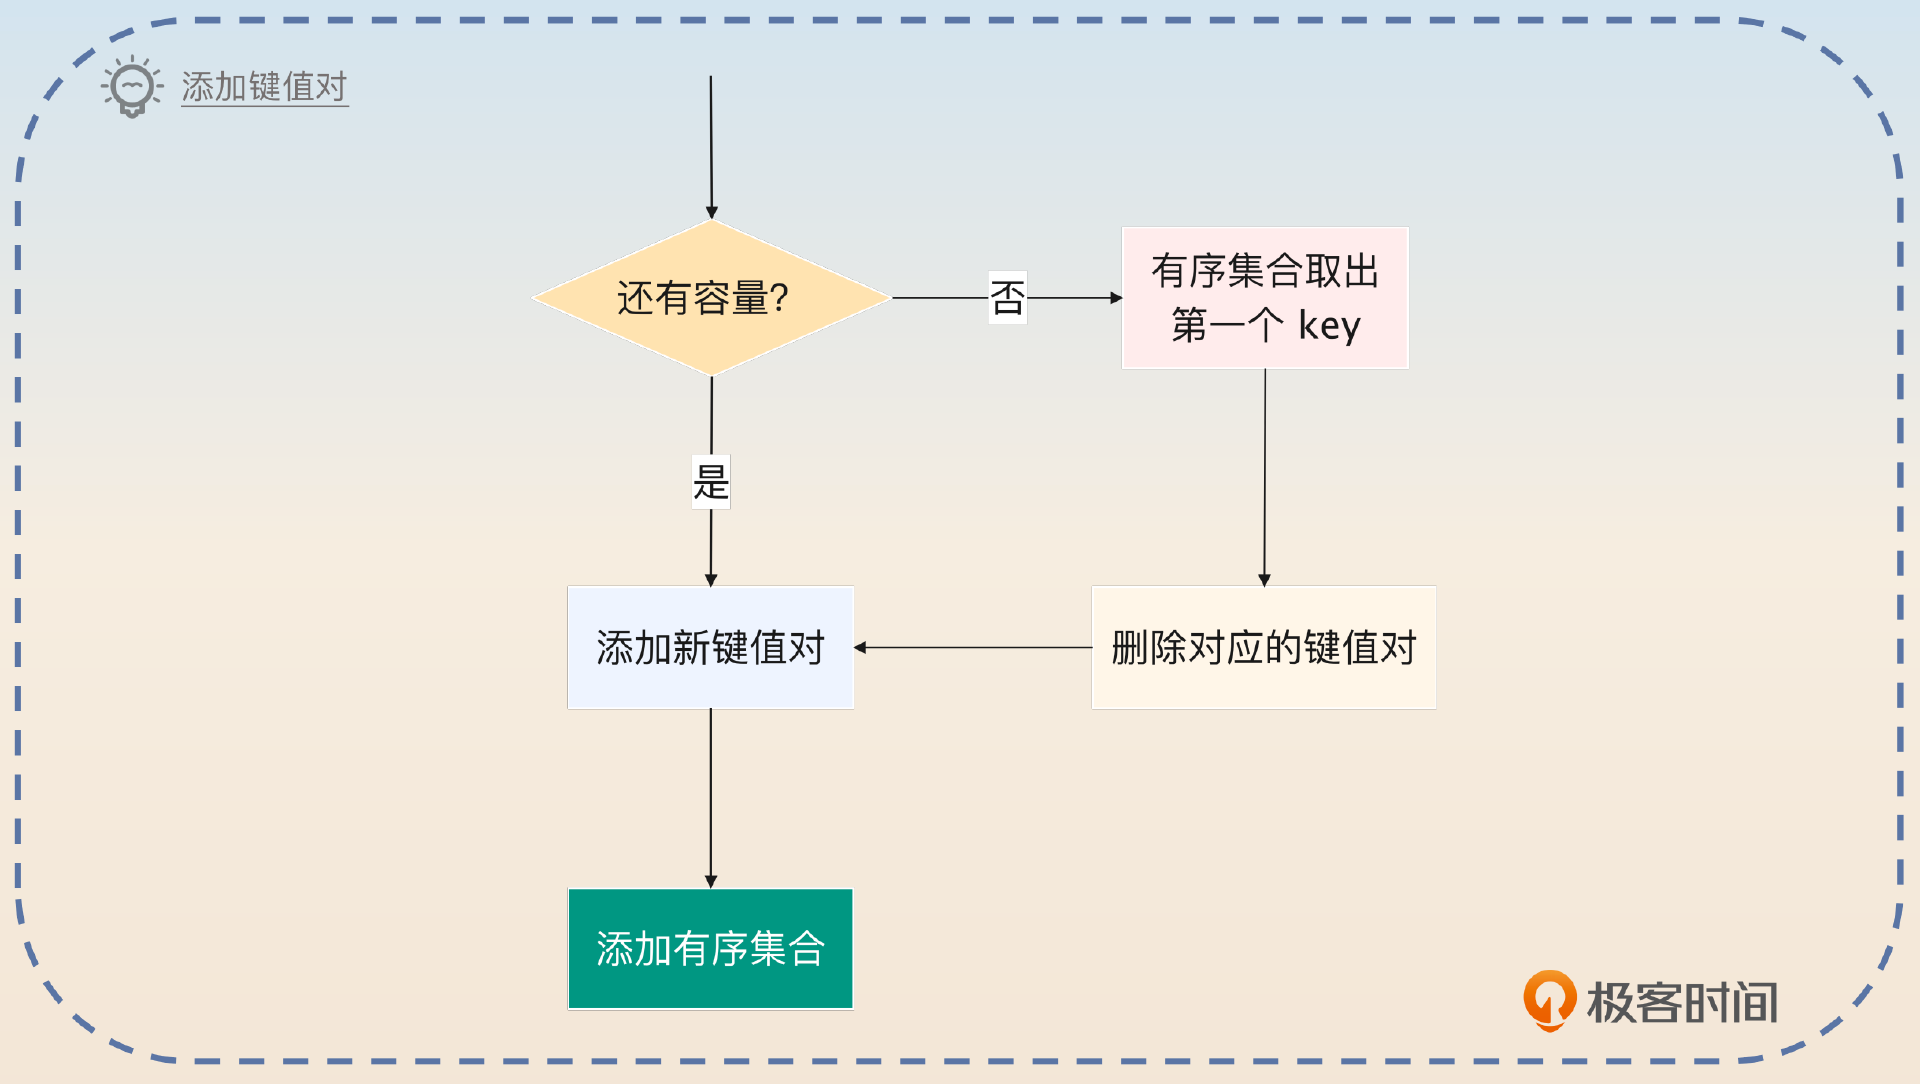 添加键值对
还有容量?
否
有序集合取出
第一个 key
是
添加新键值对
删除对应的键值对
添加有序集合
极客时间